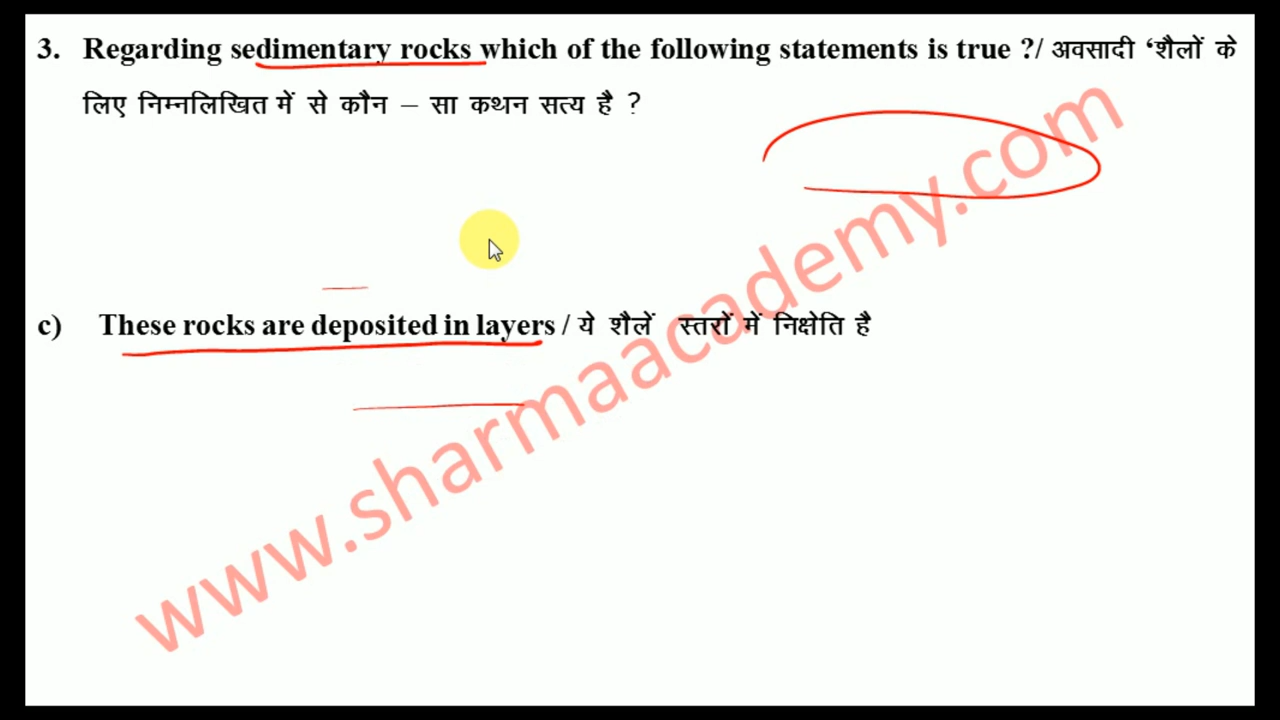 3. Regarding sedimentary rocks which of the following statements is true ?/ अवसादी ‘शैलों के
लिए निम्नलिखित में से कौन – सा कथन सत्य है ?
c) These rocks are deposited in layers / ये शैलें स्तरों में निक्षेति है
www.sharmaacademy.com